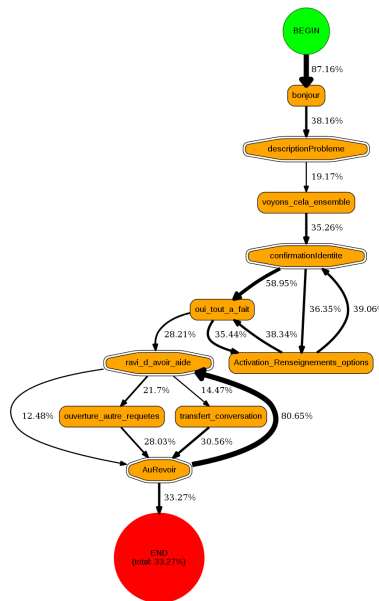 BEGIN
87.16%
bonjour
38.16%
descriptionProbleme
19.17%
voyons_cela_ensemble
35.26%
confirmationIdentite
58.95%
36.35%
39.06%
oui_tout_a_fait
28.21%
35.44%
38.34%
ravi_d_avoir_aide
Activation_Renseignements_options
12.48%
21.7%
14.47%
80.65%
ouverture_autre_requetes
transfert_conversation
28.03%
30.56%
AuRevoir
33.27%
END
(total: 33.27%)